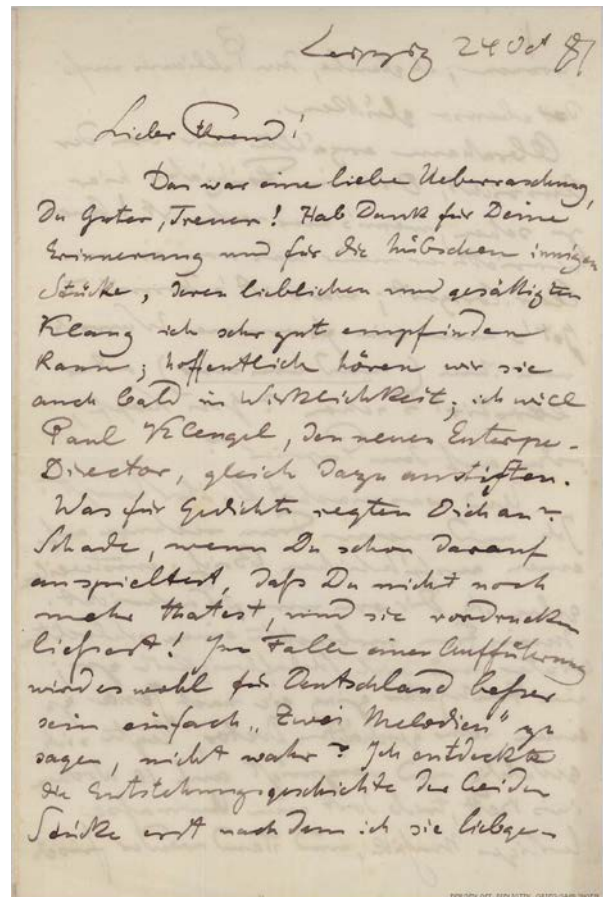 Leipzig 24 Oct 81
Lieber Freund!
Das war eine liebe Ueberraschung,
Du Guter, Treuer! Hab Dank für Deine
Erinnerung und für die hübschen innigen
Stücke, deren lieblichen und gesättigten
Klang ich sehr gut empfinden
kann; hoffentlich hören wir sie
auch bald in Wirklichkeit; ich will
Paul Klengel, den neuen Euterpe-
Director, gleich dazu anstiften.
Was für Gedichte regten Dich an?
Schade, wenn Du schon darauf
anspieltest, daß Du nicht noch
mehr thatest, und sie vordrucken
ließest! Im Falle einer Aufführung
wird es wohl für Deutschland besser
sein einfach „Zwei Melodien" zu
sagen, nicht wahr? Ich entdeckte
die Entstehungsgeschichte der beiden
Stücke erst nachdem ich sie liebge-